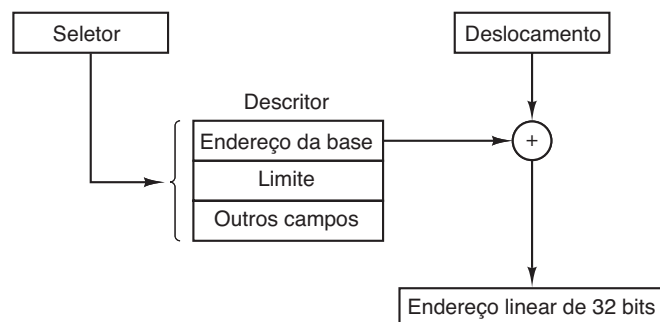 Seletor
Deslocamento
Descritor
Endereço da base
+
Limite
Outros campos
Endereço linear de 32 bits